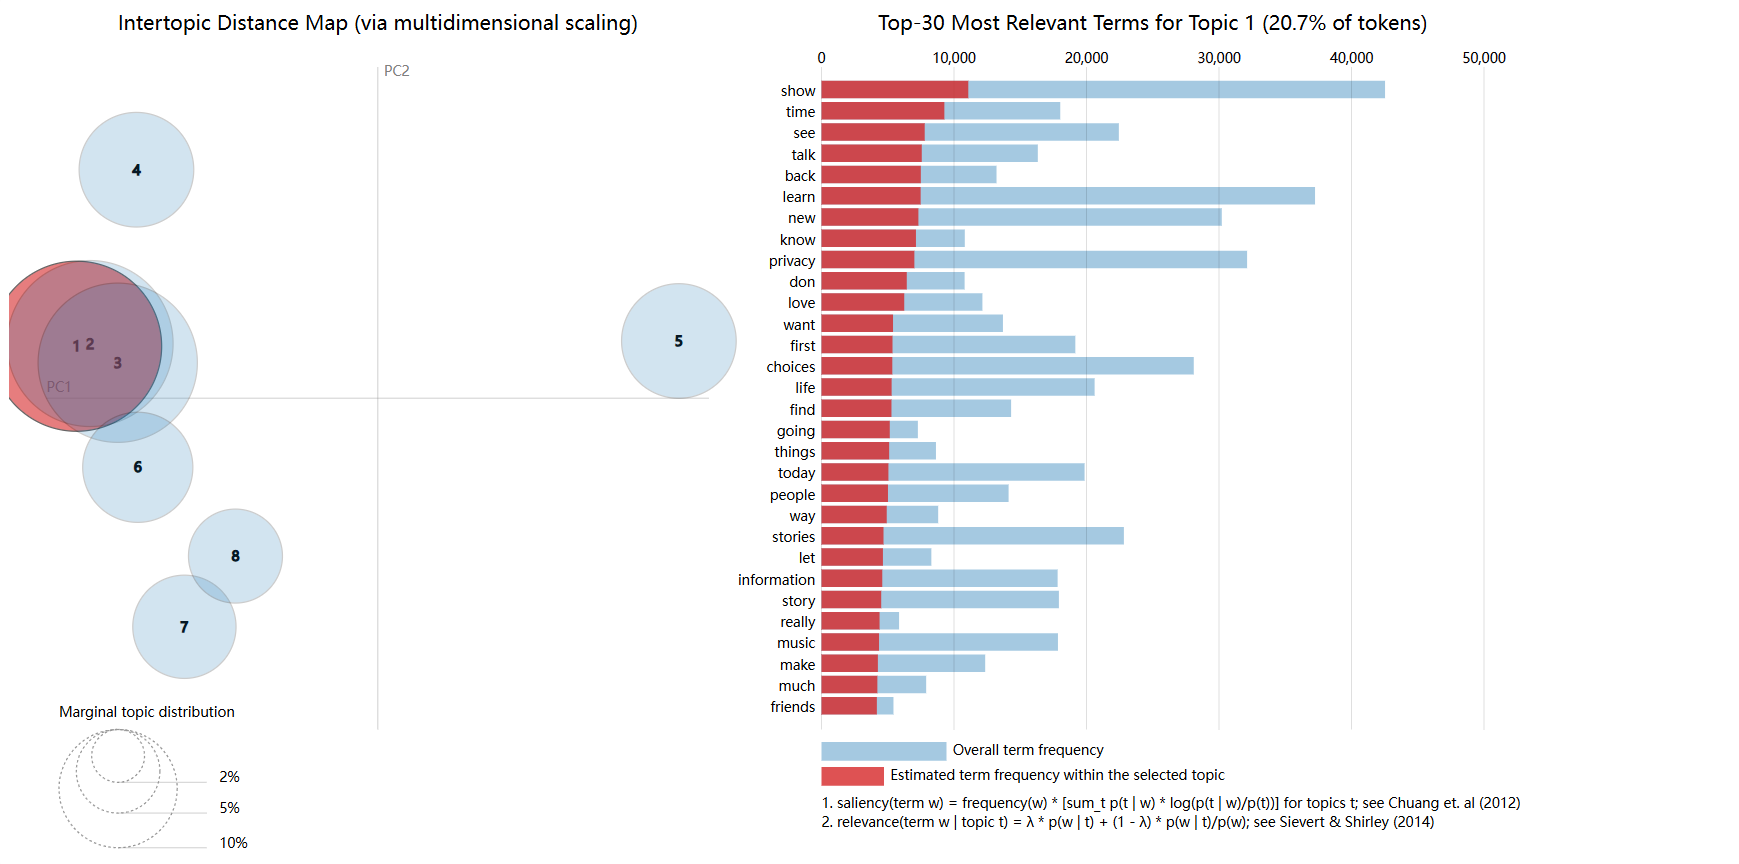 Intertopic Distance Map (via multidimensional scaling)
PC2
4
1
2
3
PC1
5
6
8
7
Marginal topic distribution
2%
5%
10%
Top-30 Most Relevant Terms for Topic 1 (20.7% of tokens)
0 10,000 20,000 30,000 40,000 50,000
show
time
see
talk
back
learn
new
know
privacy
don
love
want
first
choices
life
find
going
things
today
people
way
stories
let
information
story
really
music
make
much
friends
Overall term frequency
Estimated term frequency within the selected topic
1. saliency(term w) = frequency(w) * [sum_t p(t | w) * log(p(t | w)/p(t))] for topics t; see Chuang et. al (2012)
2. relevance(term w | topic t) = λ * p(w | t) + (1 - λ) * p(w | t)/p(w); see Sievert & Shirley (2014)